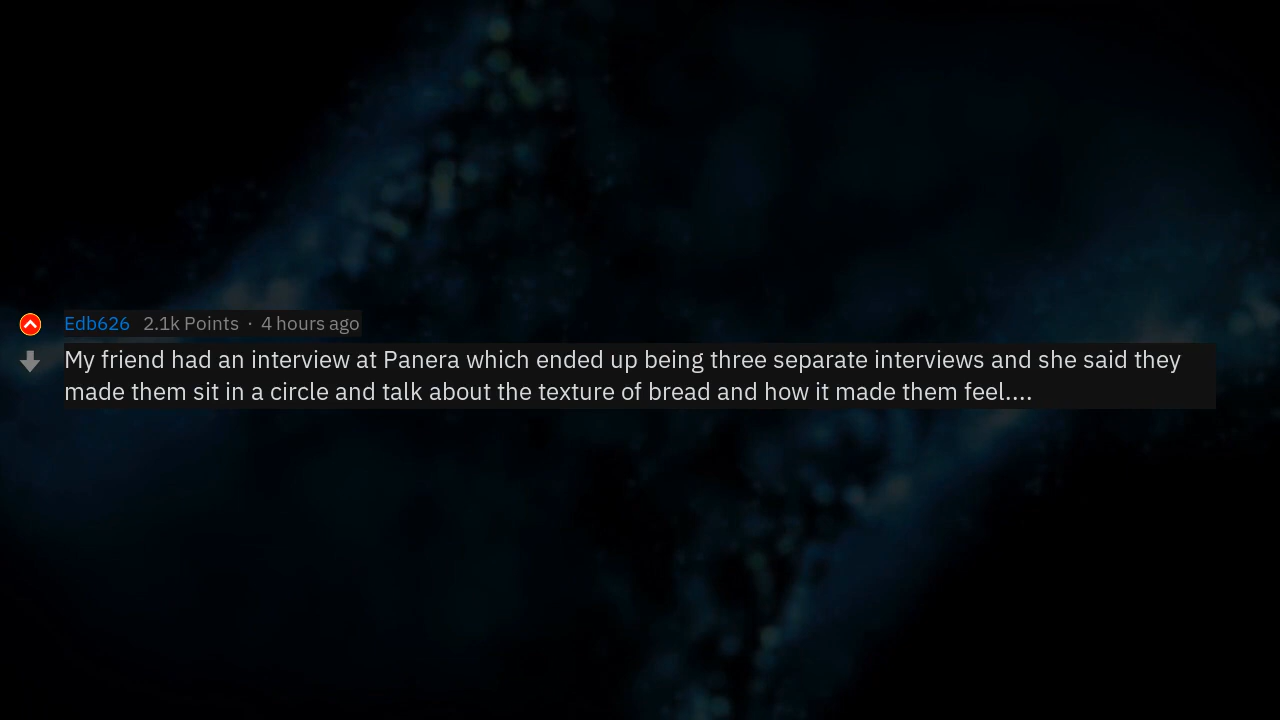 Edb626 2.1k Points · 4 hours ago
My friend had an interview at Panera which ended up being three separate interviews and she said they
made them sit in a circle and talk about the texture of bread and how it made them feel....